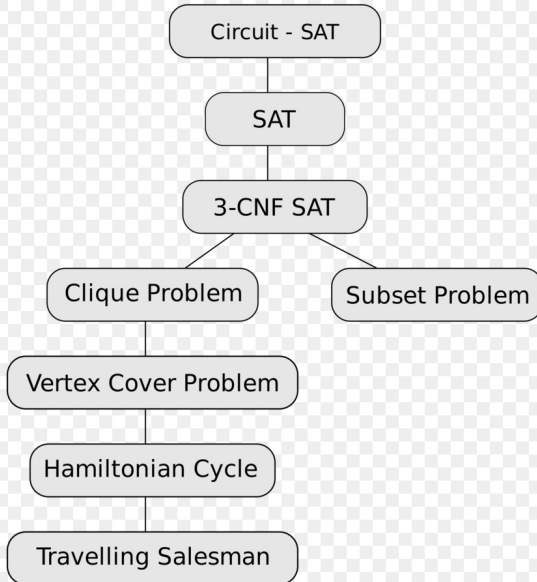 Circuit - SAT
SAT
3-CNF SAT
Clique Problem
Subset Problem
Vertex Cover Problem
Hamiltonian Cycle
Travelling Salesman